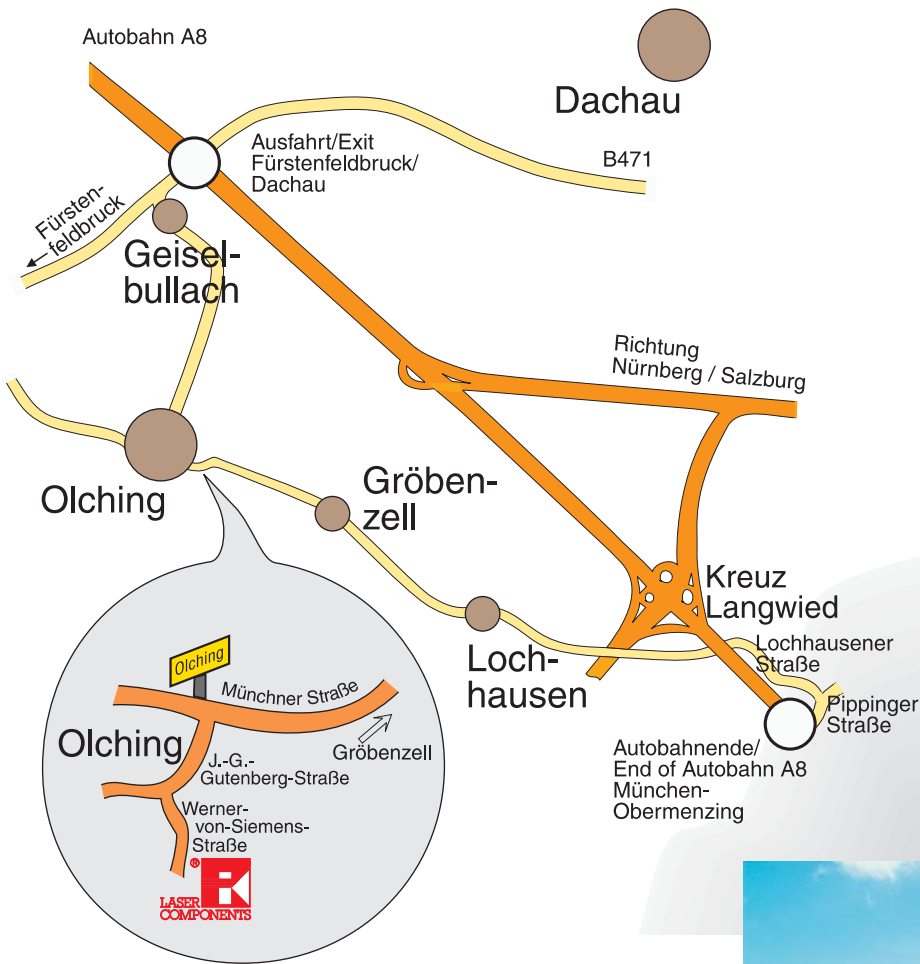 Autobahn A8
Dachau
Ausfahrt/Exit
Fürstenfeldbruck/
Dachau
B471
Fürsten-
feldbruck
Geisel-
bullach
Richtung
Nürnberg / Salzburg
Olching
Gröben-
zell
Kreuz
Langwied
Loch-
hausen
Lochhausener
Straße
Pippinger
Straße
Autobahnende/
End of Autobahn A8
München-
Obermenzing
Olching
Münchner Straße
Olching
Gröbenzell
J.-G.-
Gutenberg-Straße
Werner-
von-Siemens-
Straße
®
LASER
COMPONENTS